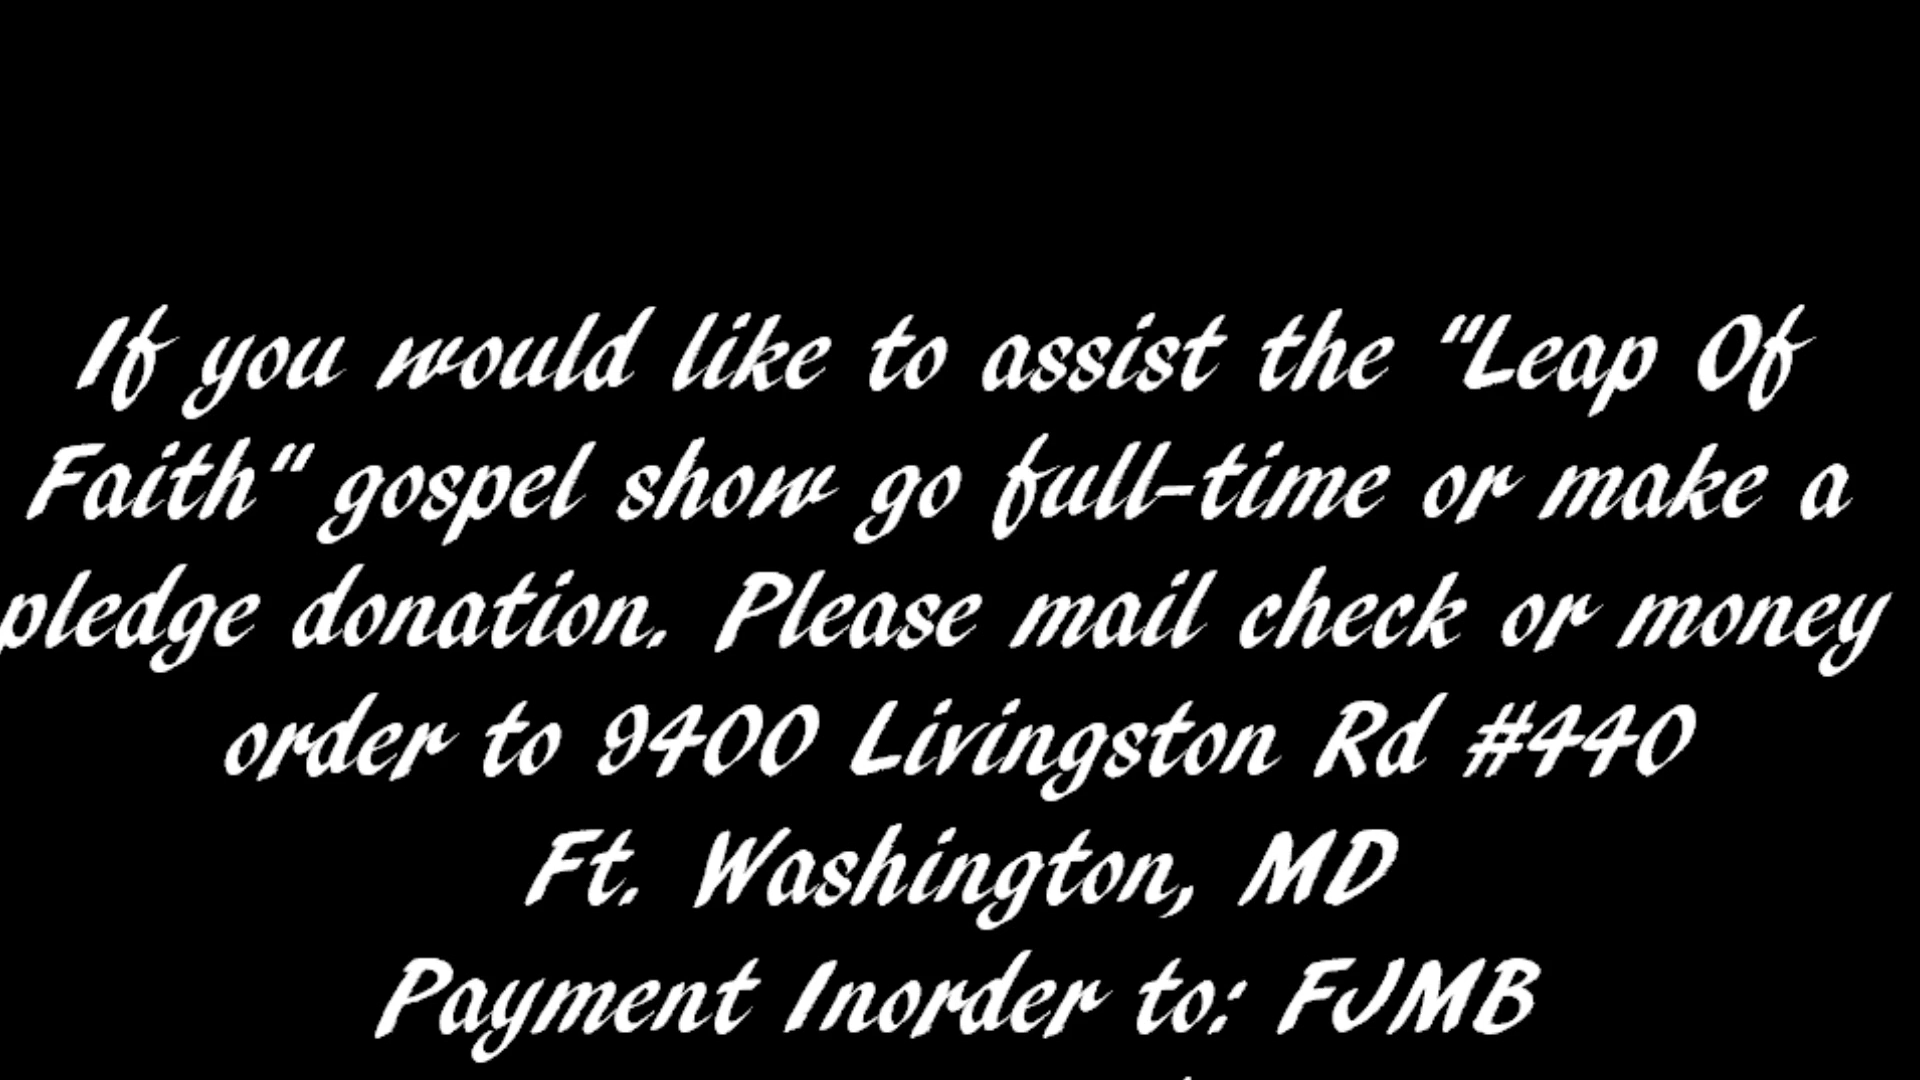 If you would like to assist the "Leap Of
Faith" gospel show go full-time or make a
pledge donation. Please mail check or money
order to 9400 Livingston Rd #440
Ft. Washington, MD
Payment Inorder to: FJMB